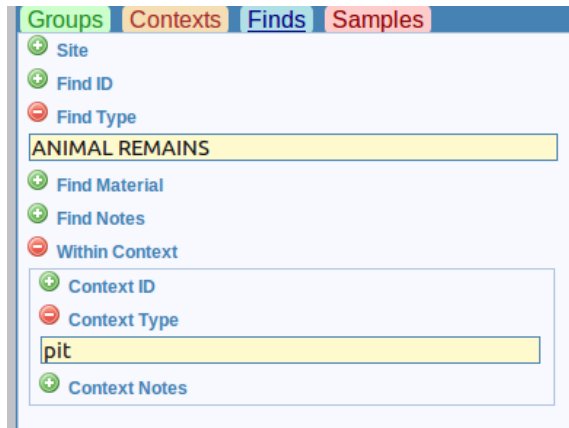 Groups Contexts Finds Samples
Site
Find ID
Find Type
ANIMAL REMAINS
Find Material
Find Notes
Within Context
Context ID
Context Type
pit
Context Notes